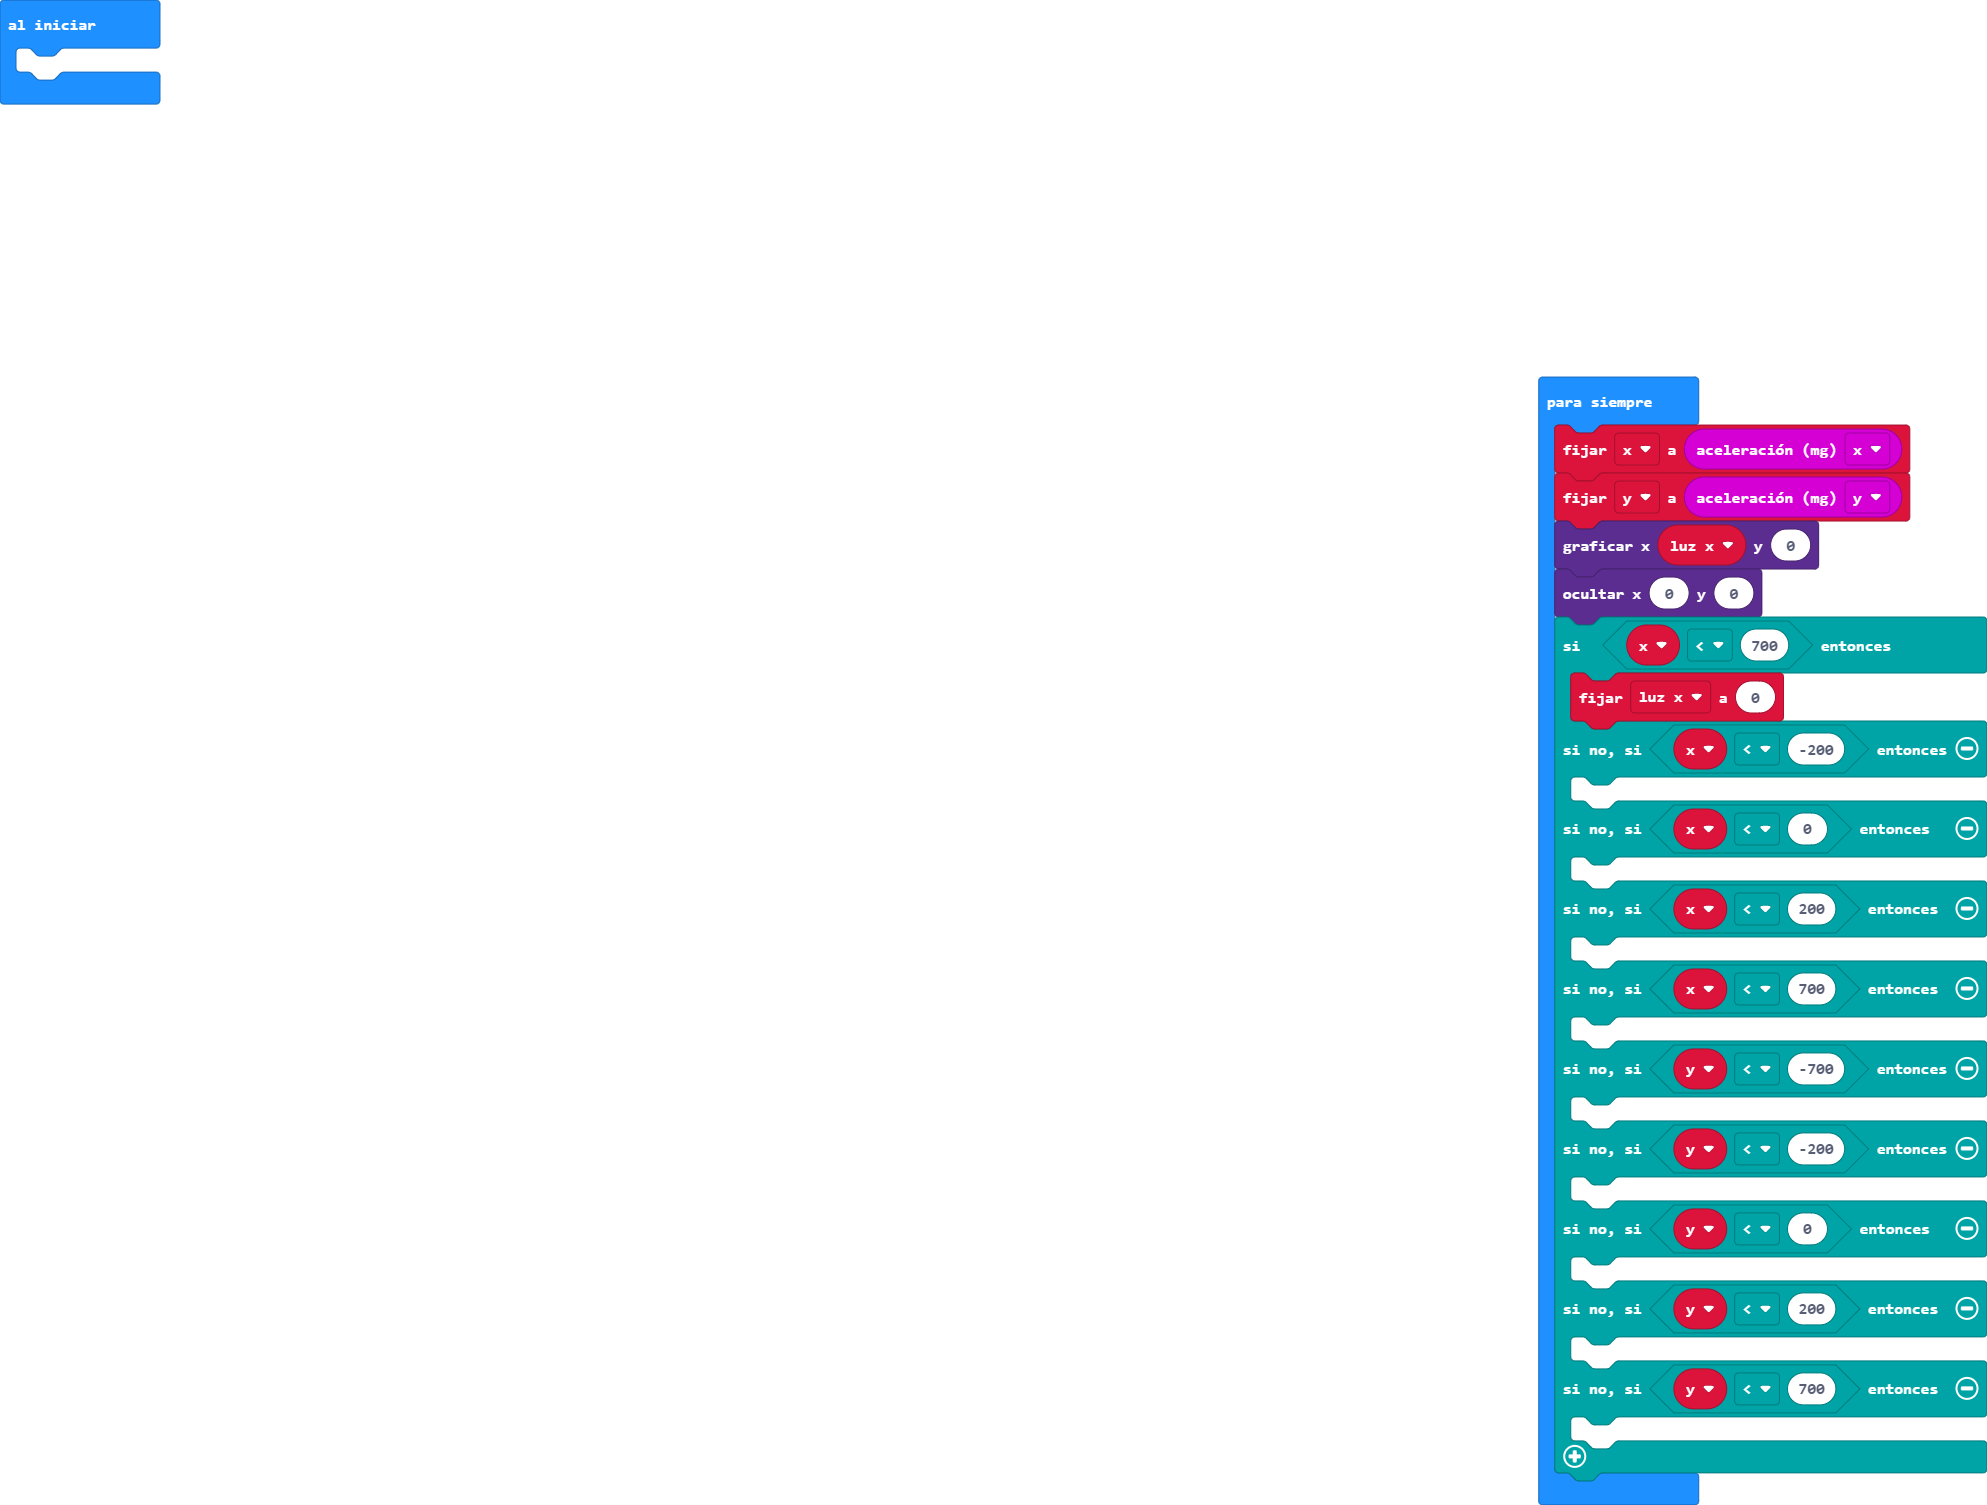 al iniciar
para siempre
fijar x a aceleración (mg) x
fijar y a aceleración (mg) y
graficar x luz x y 0
ocultar x 0 y 0
si x < 700 entonces
fijar luz x a 0
si no, si x < -200 entonces
si no, si x < 0 entonces
si no, si x < 200 entonces
si no, si x < 700 entonces
si no, si y < -700 entonces
si no, si y < -200 entonces
si no, si y < 0 entonces
si no, si y < 200 entonces
si no, si y < 700 entonces